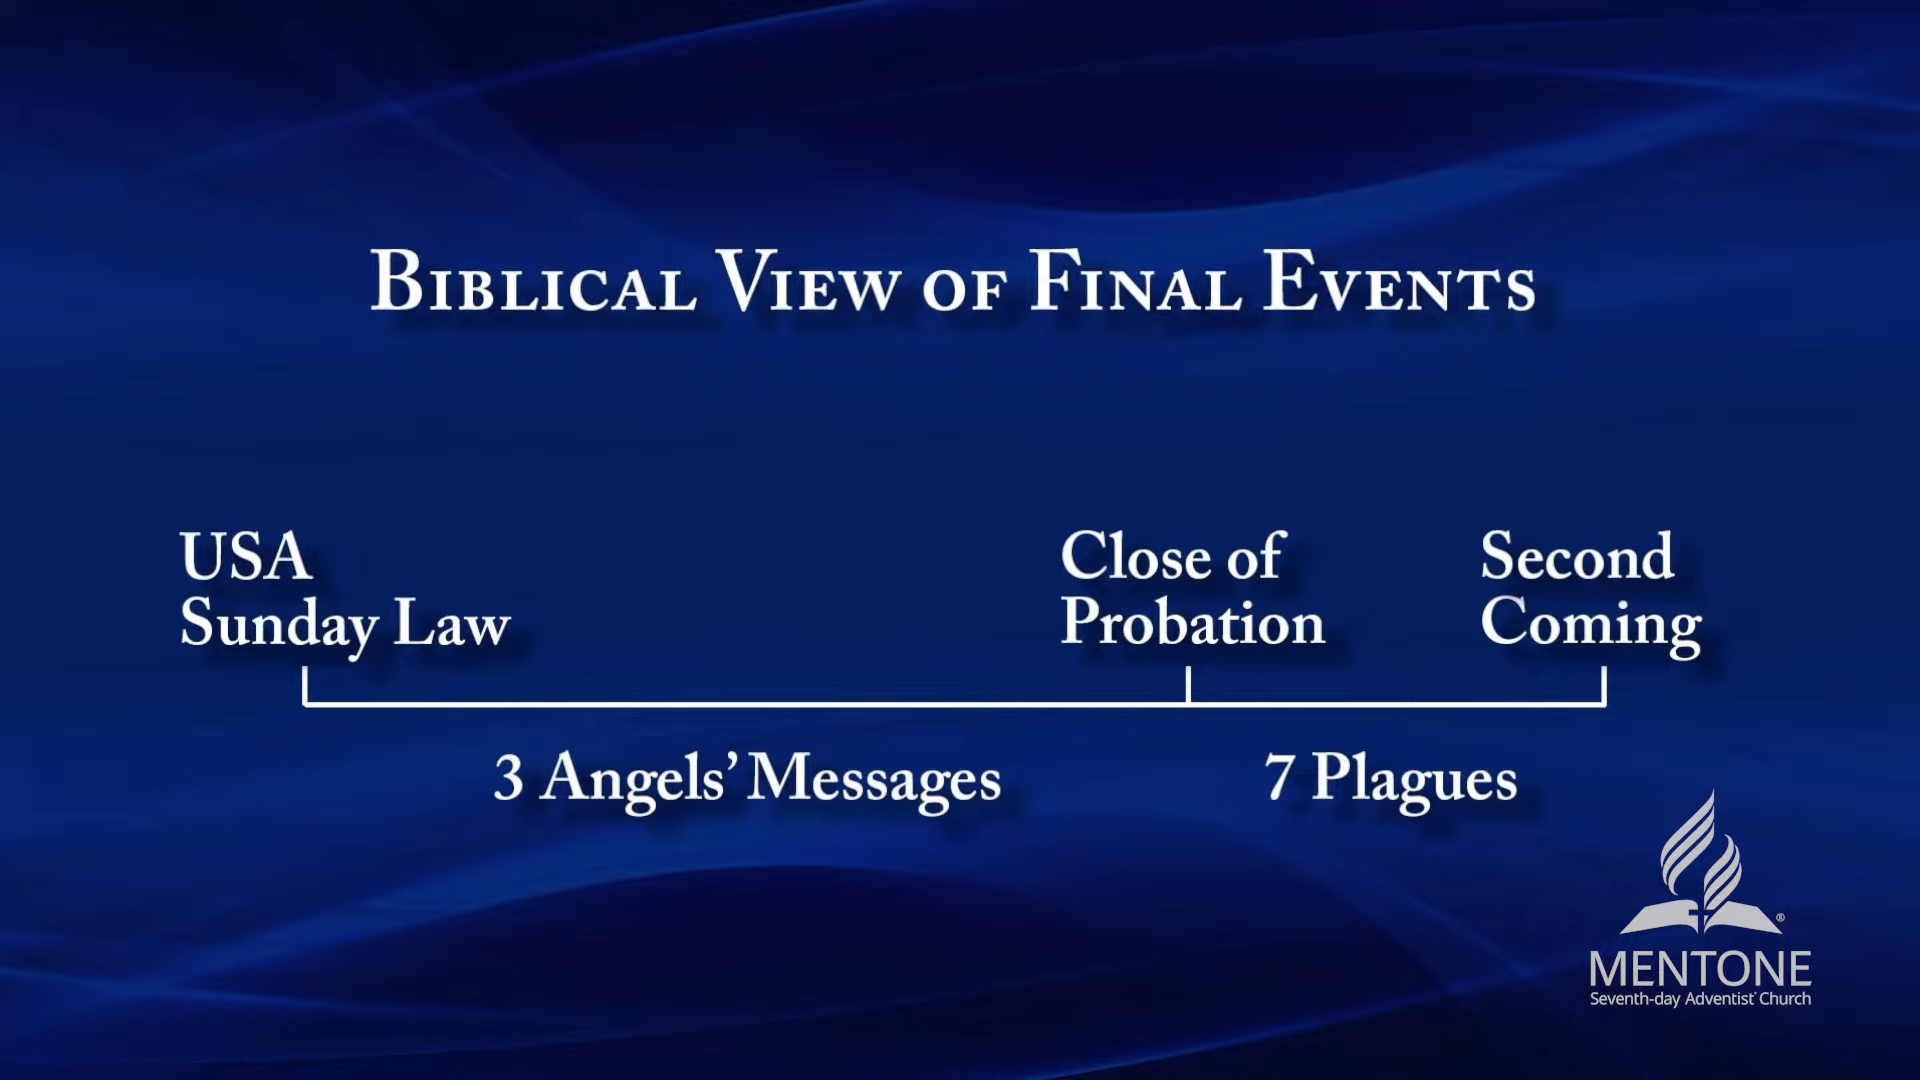 BIBLICAL VIEW OF FINAL EVENTS
USA
Sunday Law
Close of
Probation
Second
Coming
3 Angels’ Messages
7 Plagues
®
MENTONE
Seventh-day Adventist® Church